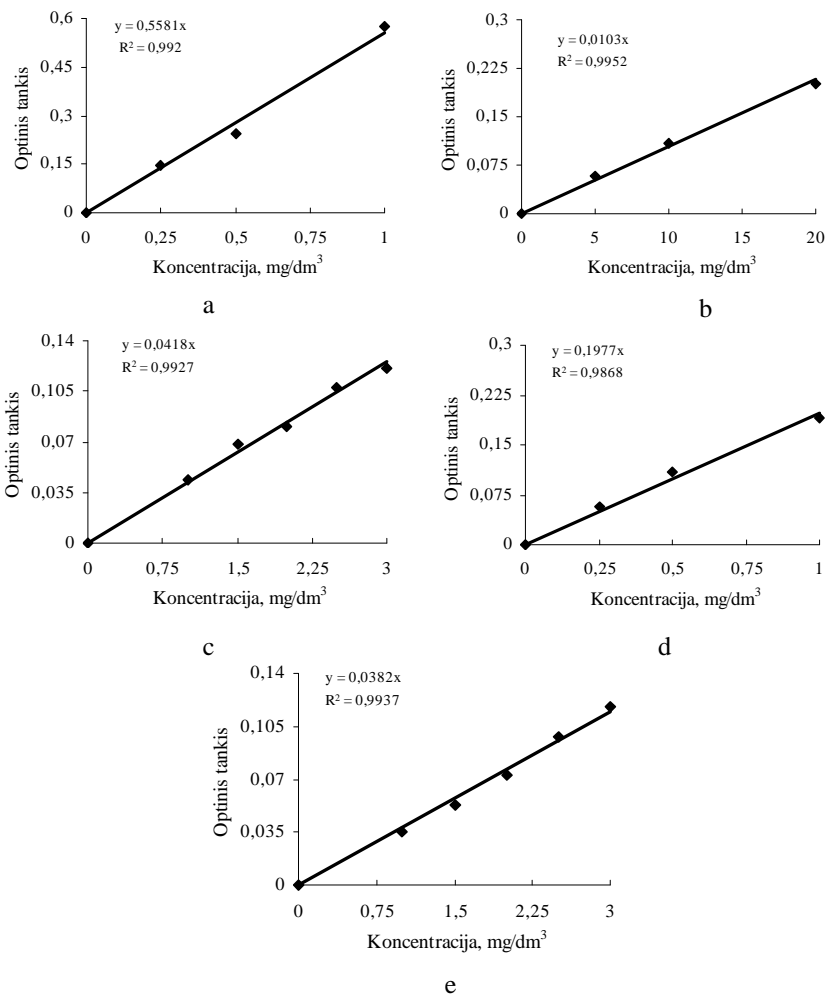 y = 0,5581x
R² = 0,992
Optinis tankis
0,6
0,45
0,3
0,15
0
0 0,25 0,5 0,75 1
Koncentracija, mg/dm³
a
y = 0,0103x
R² = 0,9952
Optinis tankis
0,3
0,225
0,15
0,075
0
0 5 10 15 20
Koncentracija, mg/dm³
b
y = 0,0418x
R² = 0,9927
Optinis tankis
0,14
0,105
0,07
0,035
0
0 0,75 1,5 2,25 3
Koncentracija, mg/dm³
c
y = 0,1977x
R² = 0,9868
Optinis tankis
0,3
0,225
0,15
0,075
0
0 0,25 0,5 0,75 1
Koncentracija, mg/dm³
d
y = 0,0382x
R² = 0,9937
Optinis tankis
0,14
0,105
0,07
0,035
0
0 0,75 1,5 2,25 3
Koncentracija, mg/dm³
e